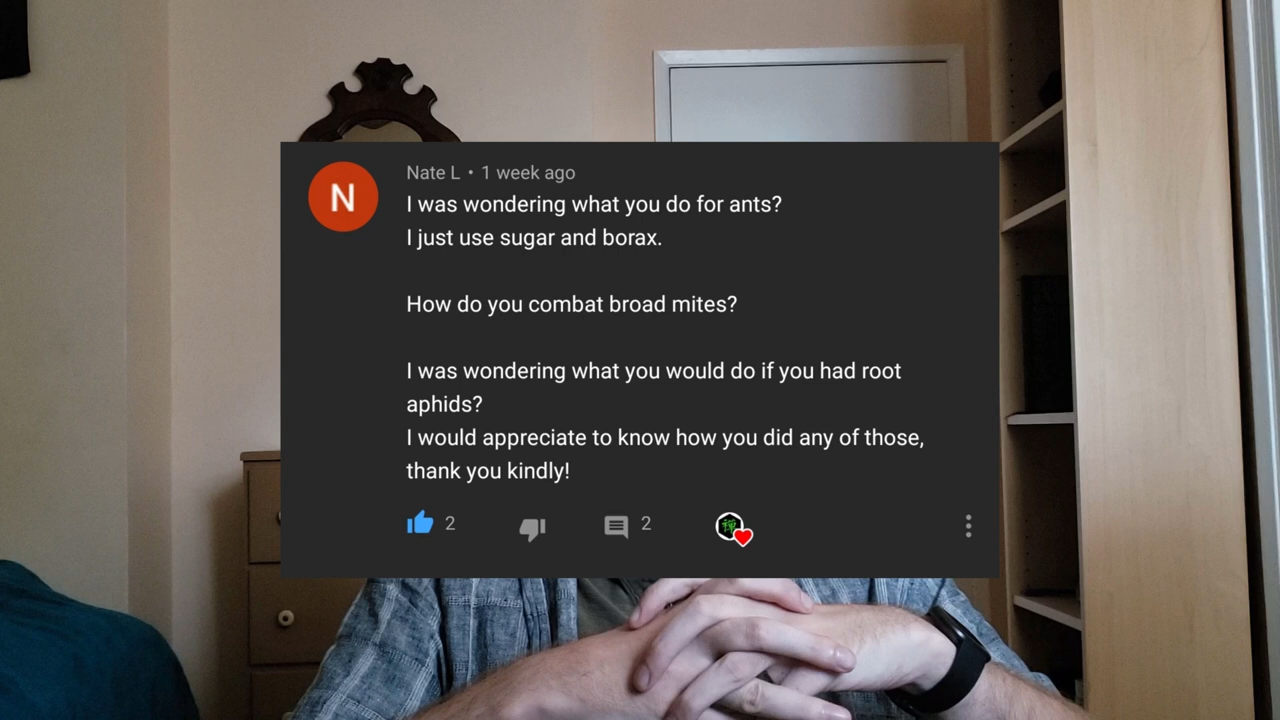 N
Nate L • 1 week ago
I was wondering what you do for ants?
I just use sugar and borax.
How do you combat broad mites?
I was wondering what you would do if you had root
aphids?
I would appreciate to know how you did any of those,
thank you kindly!
2
2
禅